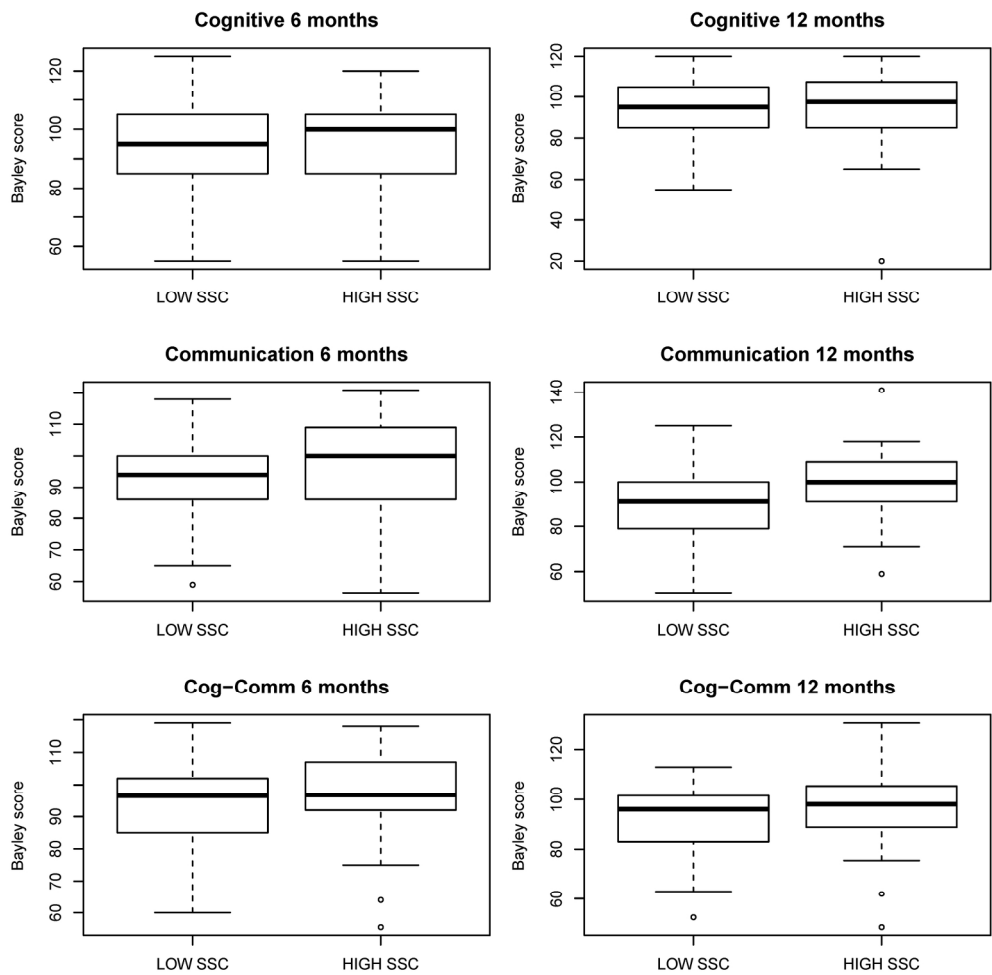 Cognitive 6 months
Bayley score
120
100
80
60
LOW SSC
HIGH SSC
Cognitive 12 months
Bayley score
120
100
80
60
40
20
LOW SSC
HIGH SSC
Communication 6 months
Bayley score
110
90
80
70
60
LOW SSC
HIGH SSC
Communication 12 months
Bayley score
140
120
100
80
60
LOW SSC
HIGH SSC
Cog−Comm 6 months
Bayley score
110
90
80
70
60
LOW SSC
HIGH SSC
Cog−Comm 12 months
Bayley score
120
100
80
60
LOW SSC
HIGH SSC